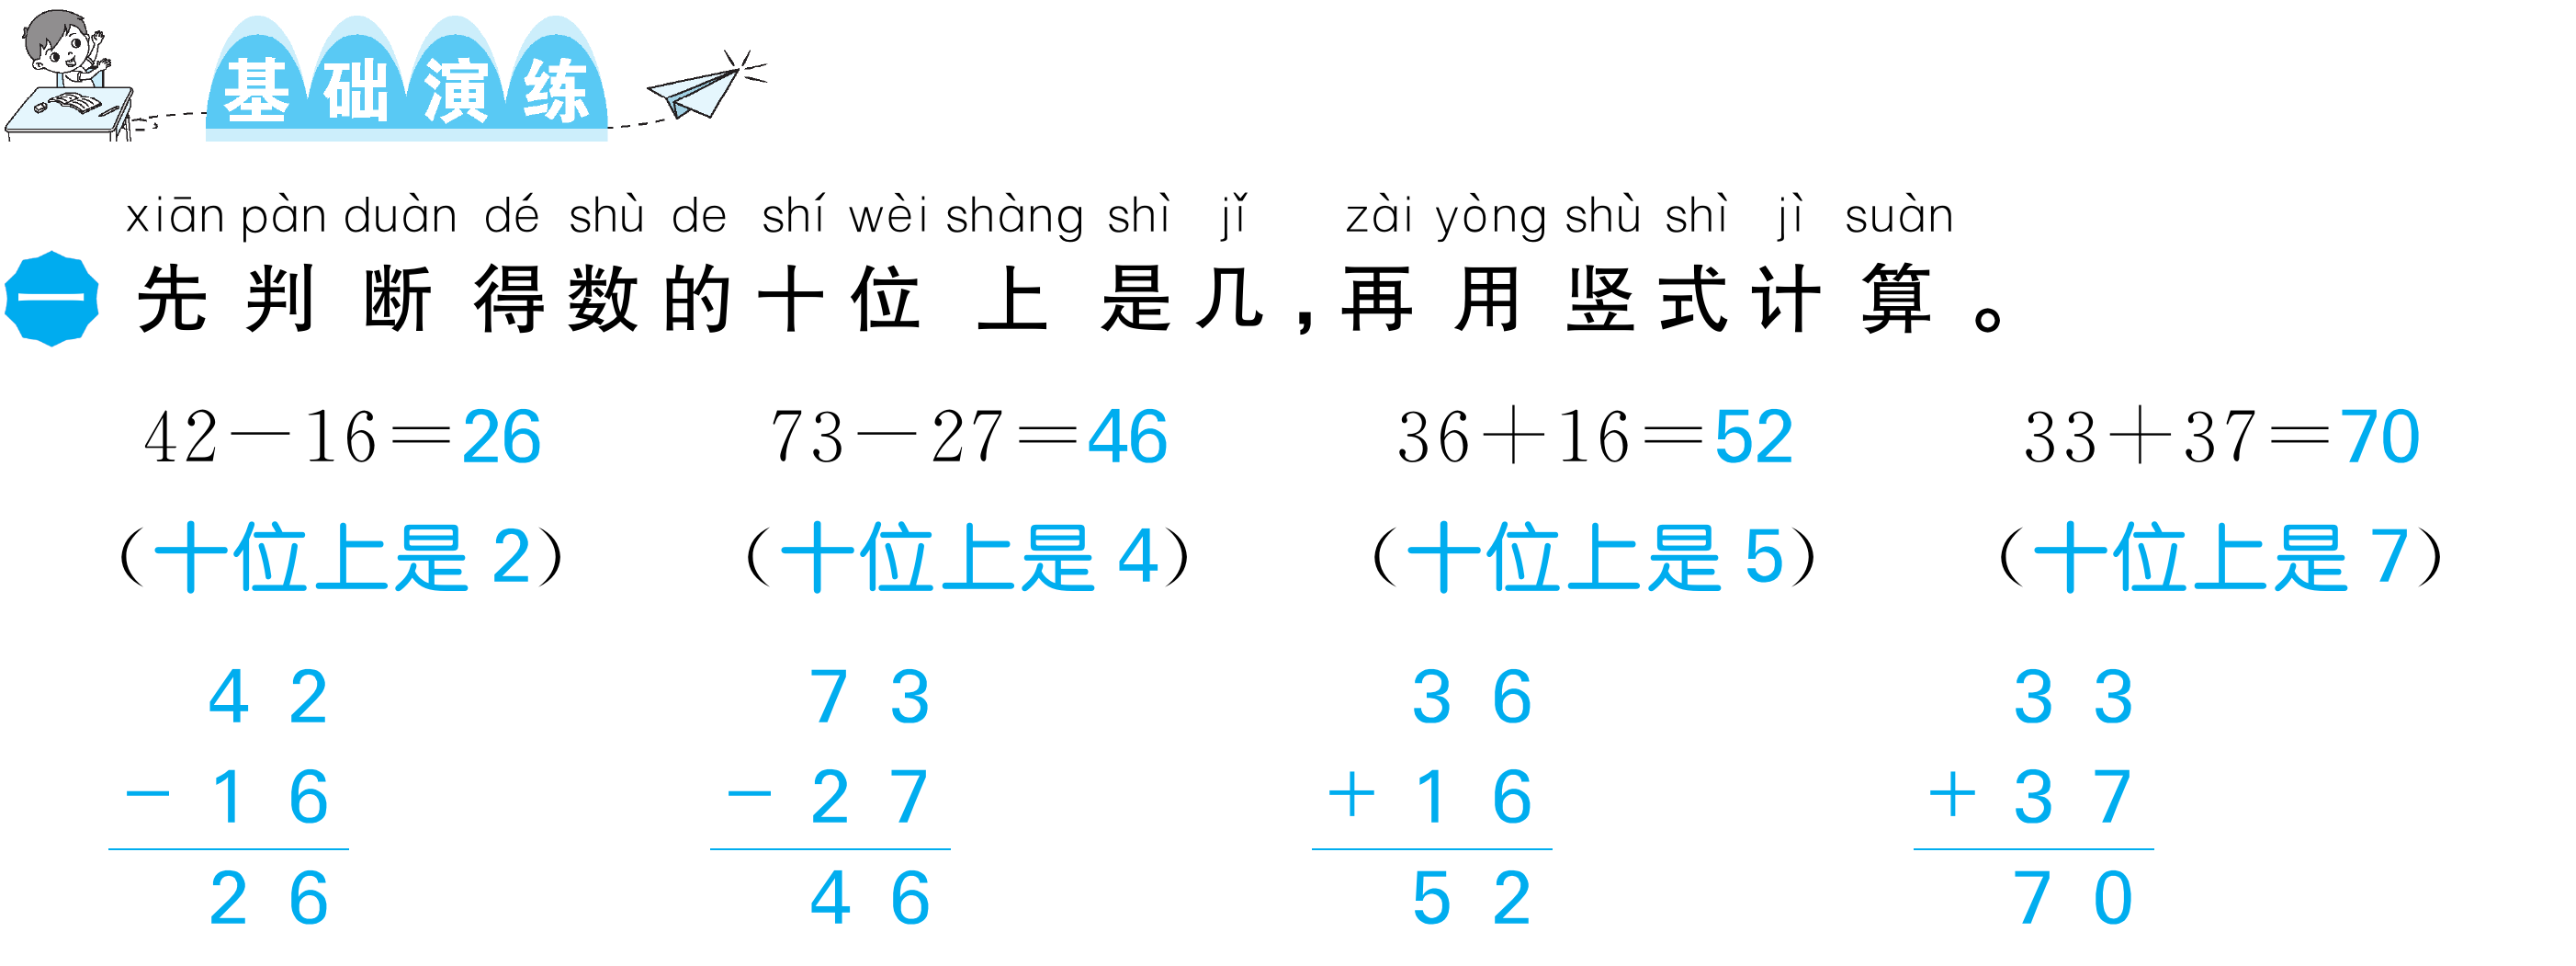 基础演练
xiān pàn duàn dé shù de shí wèi shàng shì jǐ zài yòng shù shì jì suàn
一 先判断得数的十位上是几,再用竖式计算。
42-16=26 73-27=46 36+16=52 33+37=70
(十位上是2) (十位上是4) (十位上是5) (十位上是7)
4 2 7 3 3 6 3 3
- 1 6 - 2 7 + 1 6 + 3 7
2 6 4 6 5 2 7 0